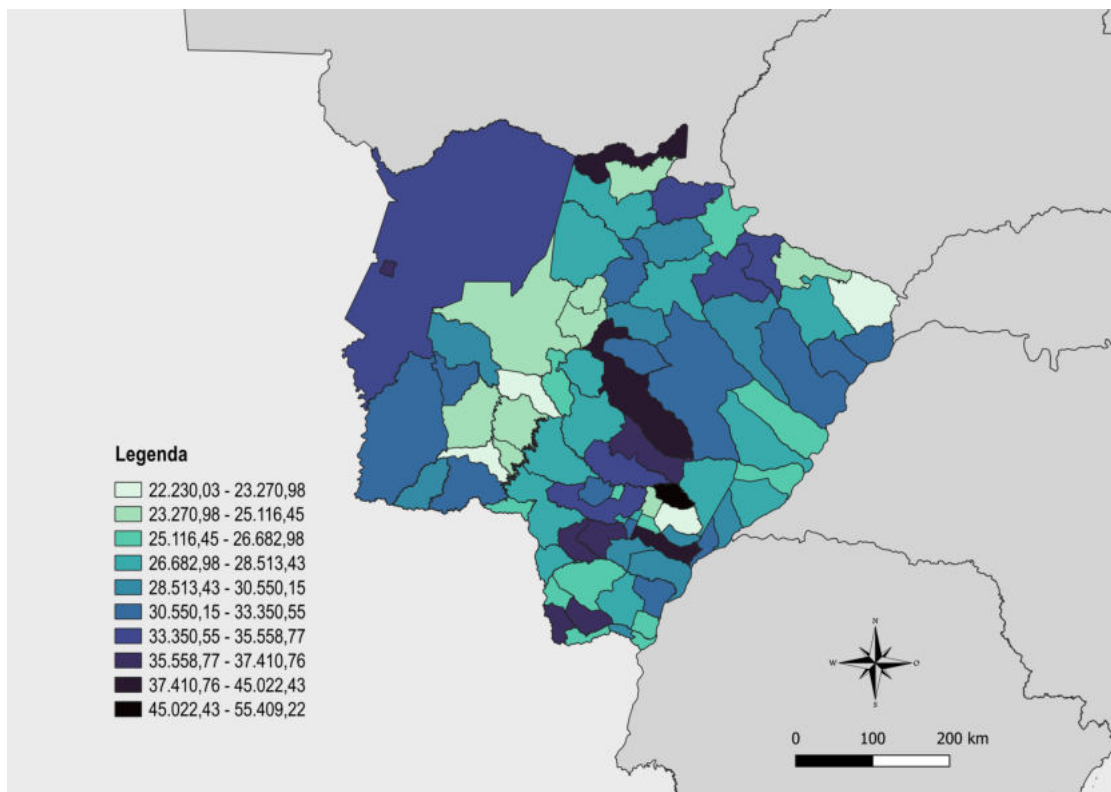 Legenda
22.230,03 - 23.270,98
23.270,98 - 25.116,45
25.116,45 - 26.682,98
26.682,98 - 28.513,43
28.513,43 - 30.550,15
30.550,15 - 33.350,55
33.350,55 - 35.558,77
35.558,77 - 37.410,76
37.410,76 - 45.022,43
45.022,43 - 55.409,22
N
W O
S
0 100 200 km